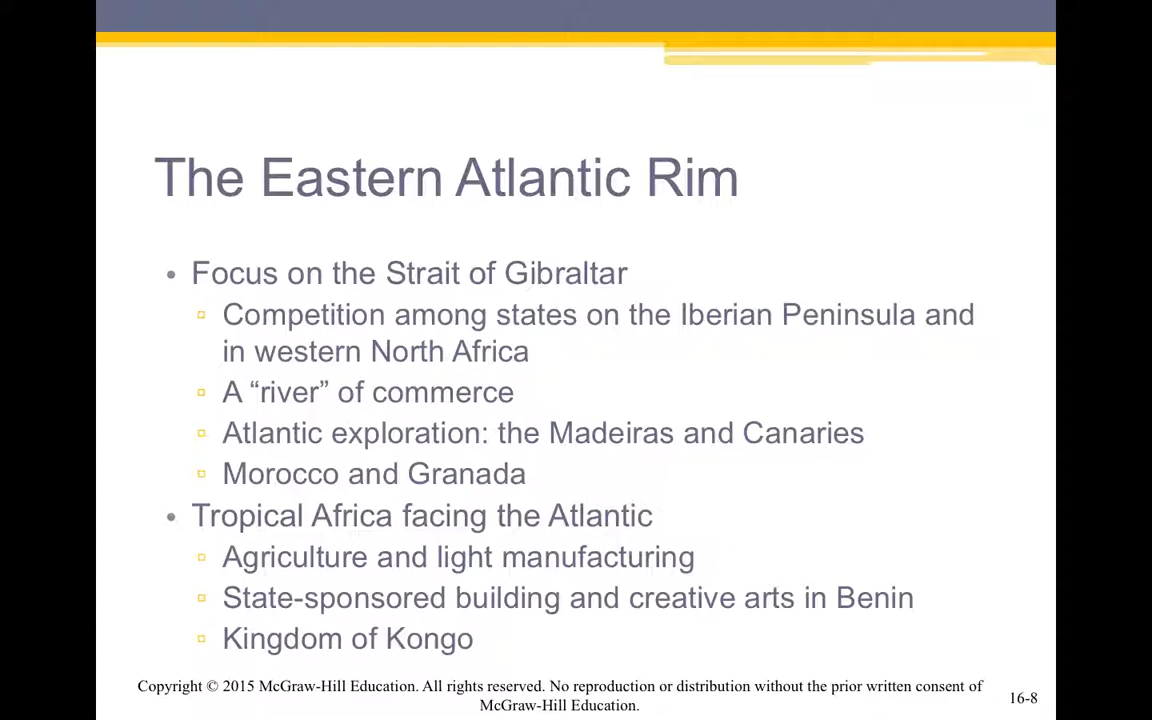 The Eastern Atlantic Rim
• Focus on the Strait of Gibraltar
▫ Competition among states on the Iberian Peninsula and
in western North Africa
▫ A “river” of commerce
▫ Atlantic exploration: the Madeiras and Canaries
▫ Morocco and Granada
• Tropical Africa facing the Atlantic
▫ Agriculture and light manufacturing
▫ State-sponsored building and creative arts in Benin
▫ Kingdom of Kongo
Copyright © 2015 McGraw-Hill Education. All rights reserved. No reproduction or distribution without the prior written consent of
McGraw-Hill Education.
16-8